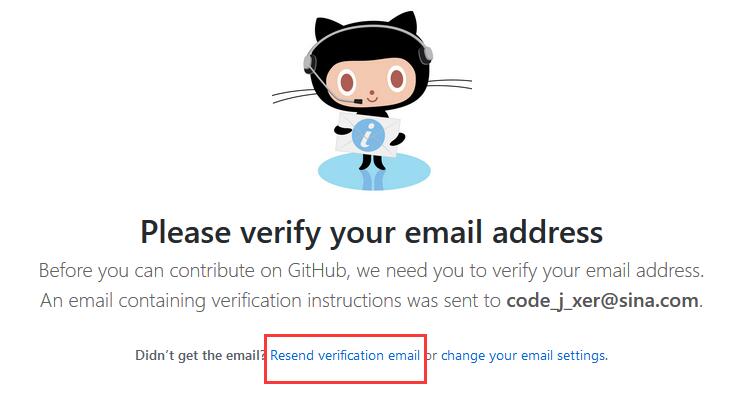 i
Please verify your email address
Before you can contribute on GitHub, we need you to verify your email address.
An email containing verification instructions was sent to code_j_xer@sina.com.
Didn't get the email? Resend verification email or change your email settings.